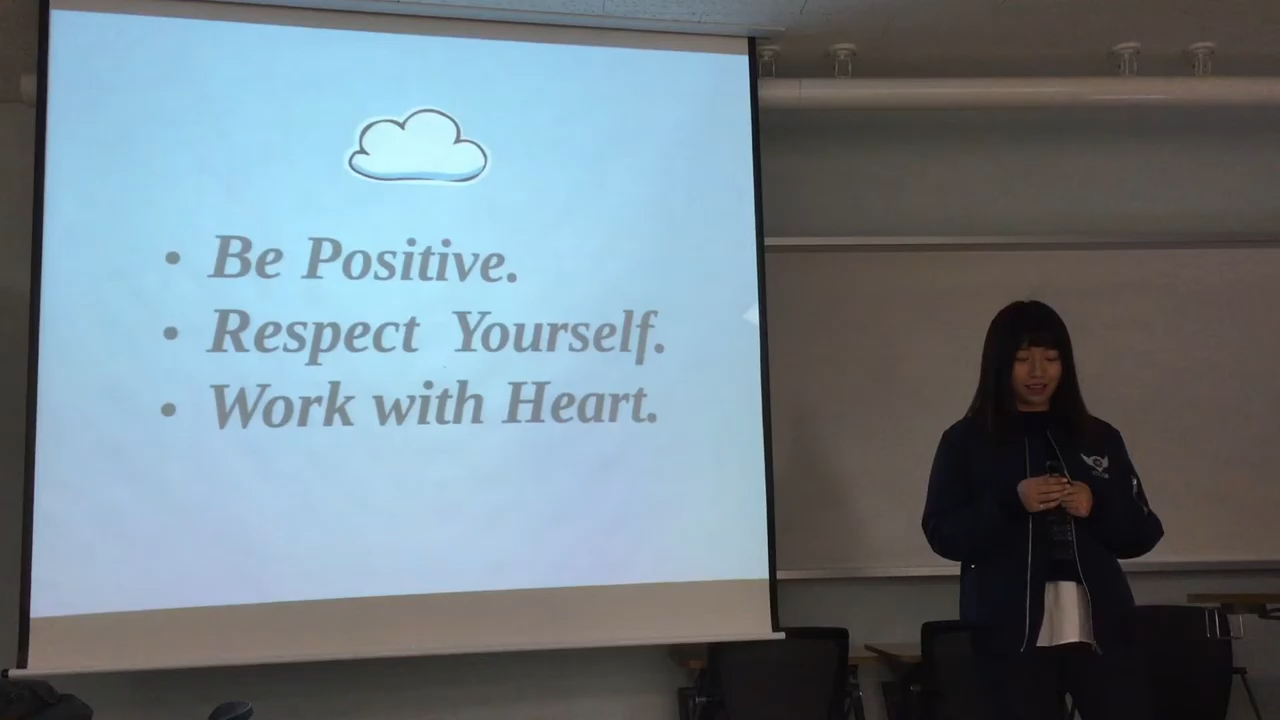 • Be Positive.
• Respect Yourself.
• Work with Heart.